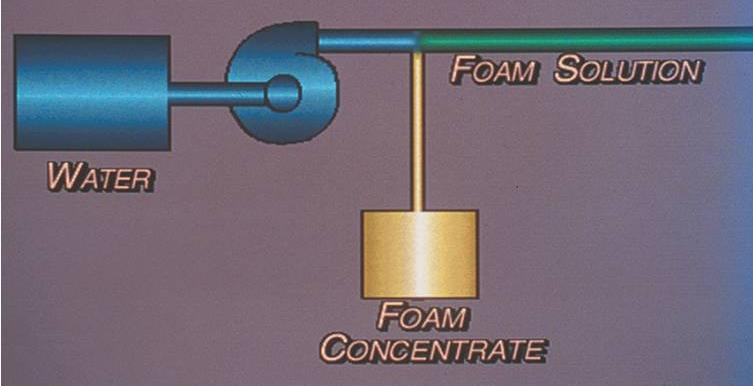 FOAM SOLUTION
WATER
FOAM
CONCENTRATE